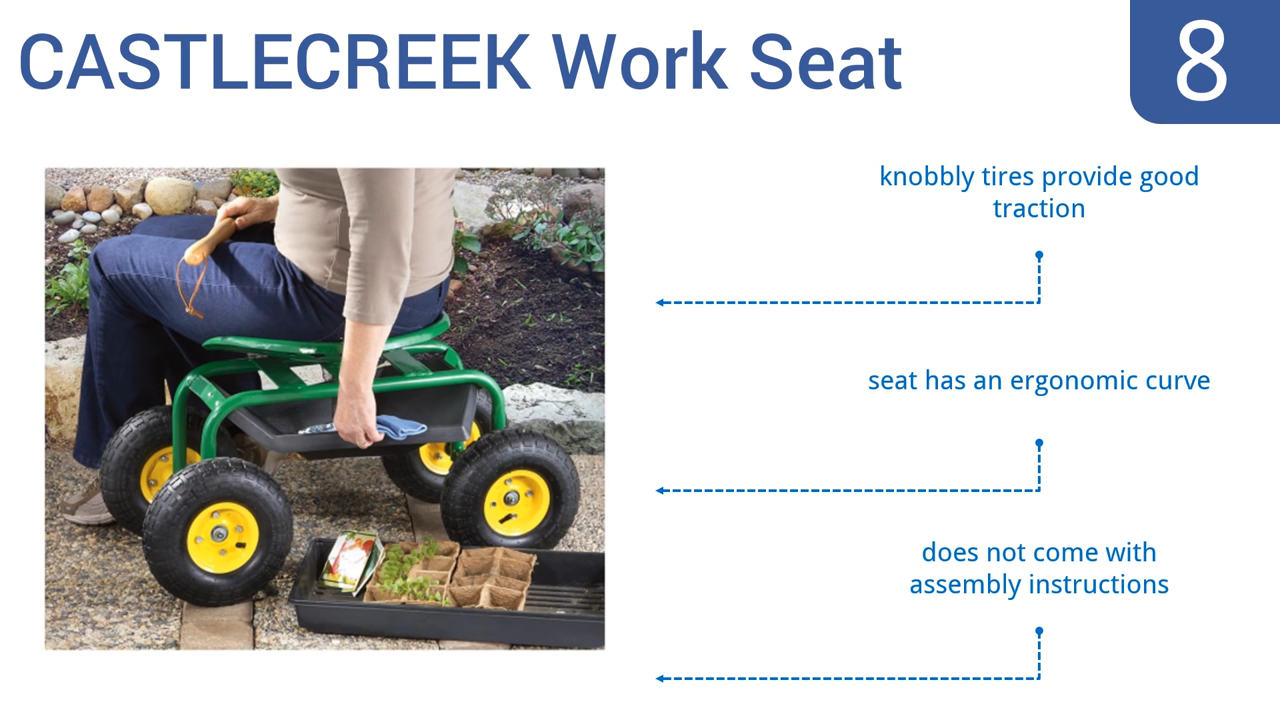 CASTLECREEK Work Seat
8
knobbly tires provide good
traction
seat has an ergonomic curve
does not come with
assembly instructions